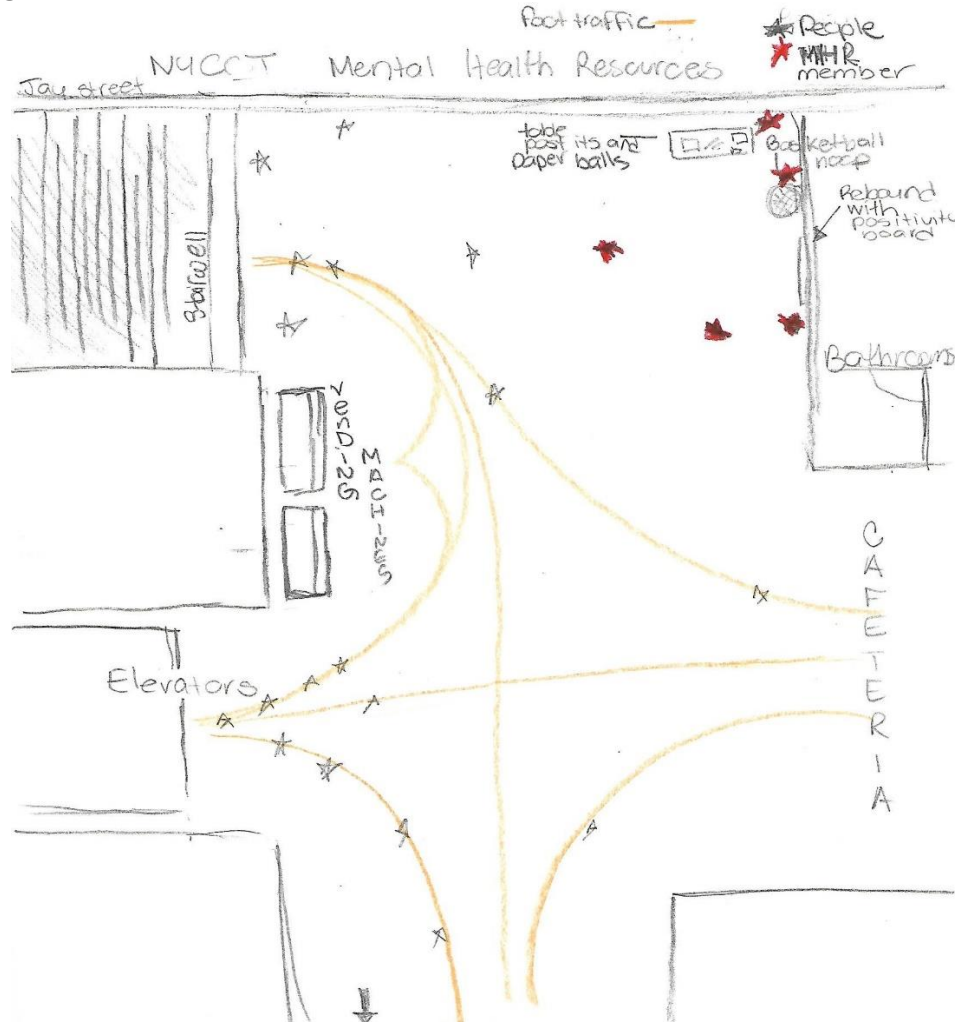 Foot traffic
People
MHR
member
NYCCT Mental Health Resources
Jay street
table
post its and
paper balls
Basketball
hoop
Rebound
with
positivity
board
Stairwell
Bathrooms
VENDING
MACHINES
Elevators
CAFETERIA